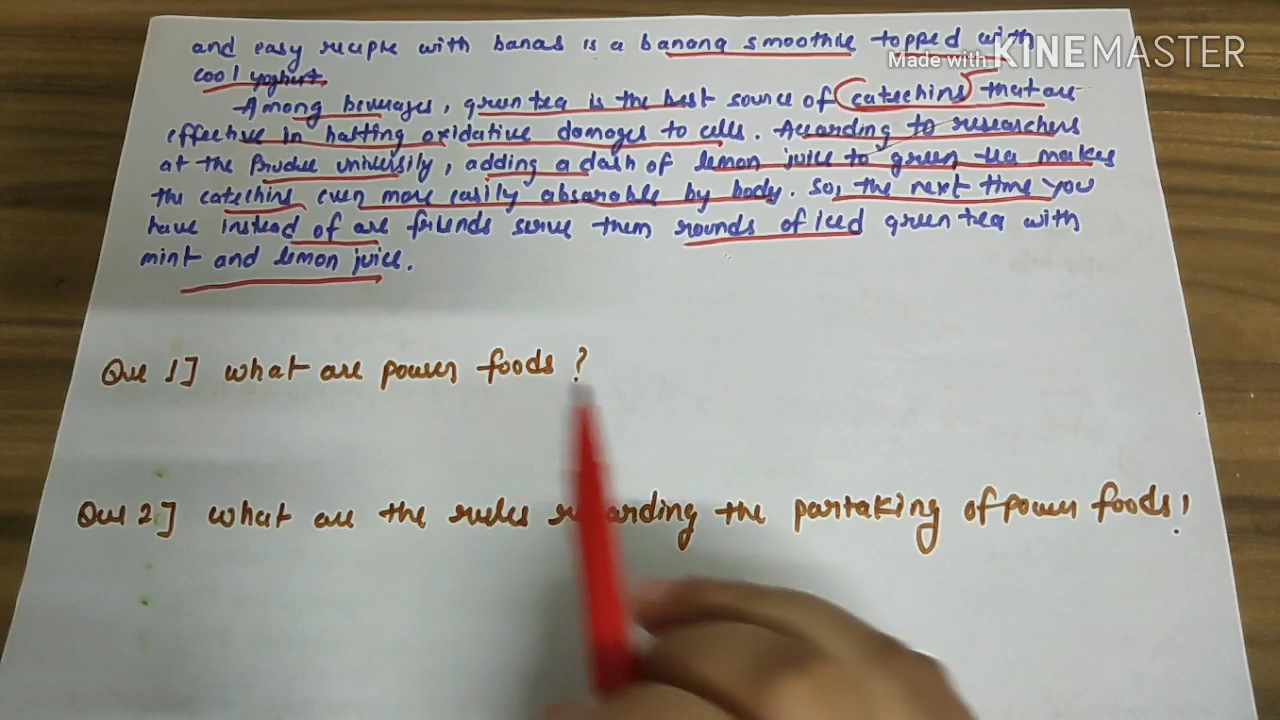 and easy recipie with banas is a banana smoothie topped with
Made with KINEMASTER
cool yoghurt.
Among beverages, green tea is the best source of (catechins) that are
effective in halting oxidative damages to cells. According to researchers
at the Prudue university, adding a dash of lemon juice to green tea makes
the catechins even more easily absorable by body. So, the next time you
have instead of are friends serve them rounds of Iced green tea with
mint and lemon juice.
Que 1] what are power foods ?
Que 2] what are the rules regarding the partaking of power foods ?